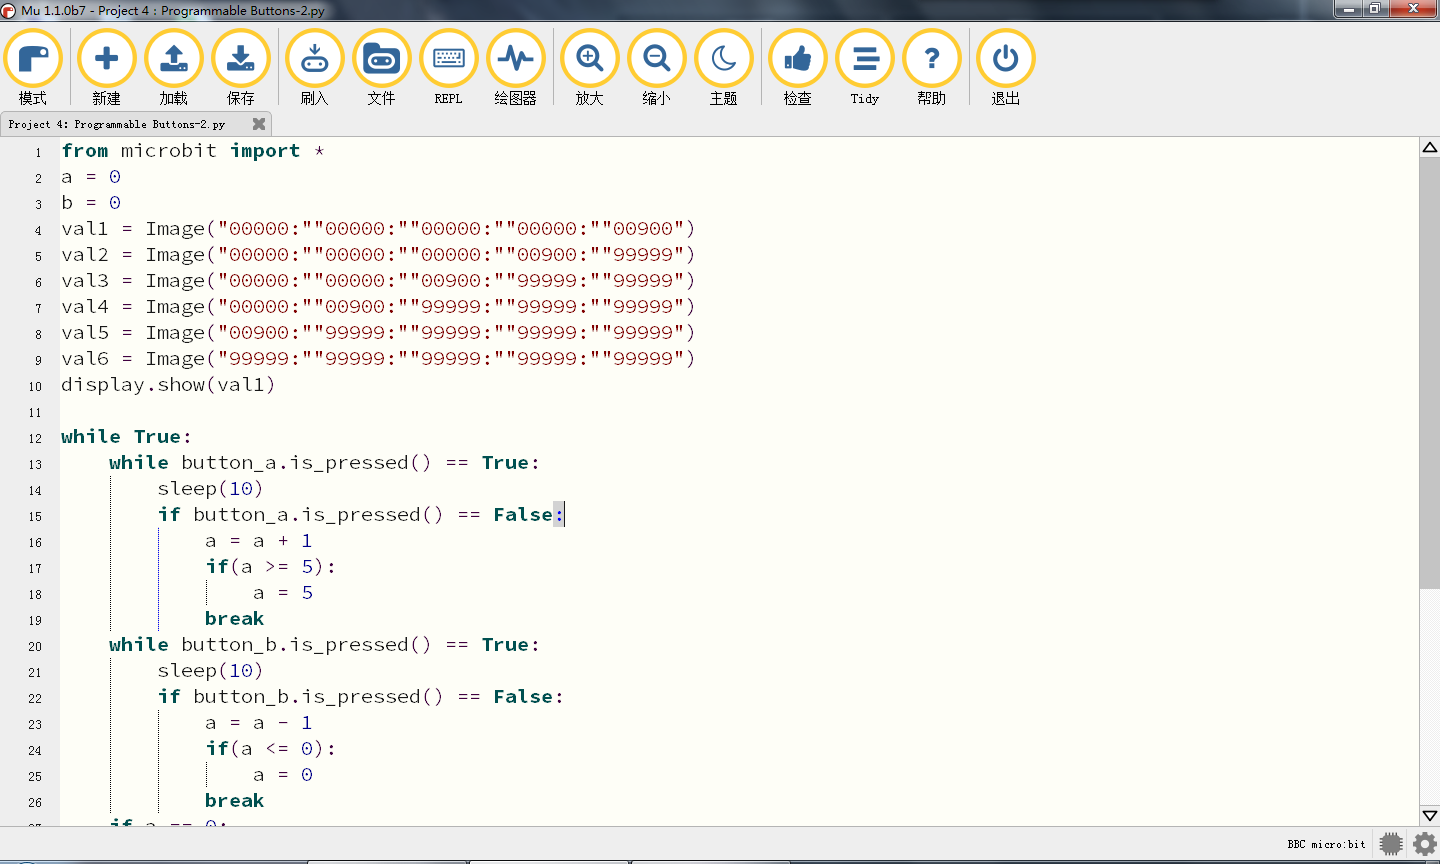 Mu 1.1.0b7 - Project 4 : Programmable Buttons-2.py
模式 新建 加载 保存 刷入 文件 REPL 绘图器 放大 缩小 主题 检查 Tidy 帮助 退出
Project 4: Programmable Buttons-2.py
1 from microbit import *
2 a = 0
3 b = 0
4 val1 = Image("00000:""00000:""00000:""00000:""00900")
5 val2 = Image("00000:""00000:""00000:""00900:""99999")
6 val3 = Image("00000:""00000:""00900:""99999:""99999")
7 val4 = Image("00000:""00900:""99999:""99999:""99999")
8 val5 = Image("00900:""99999:""99999:""99999:""99999")
9 val6 = Image("99999:""99999:""99999:""99999:""99999")
10 display.show(val1)
11
12 while True:
13 while button_a.is_pressed() == True:
14 sleep(10)
15 if button_a.is_pressed() == False:
16 a = a + 1
17 if(a >= 5):
18 a = 5
19 break
20 while button_b.is_pressed() == True:
21 sleep(10)
22 if button_b.is_pressed() == False:
23 a = a - 1
24 if(a <= 0):
25 a = 0
26 break
27 if a == 0:
BBC micro:bit